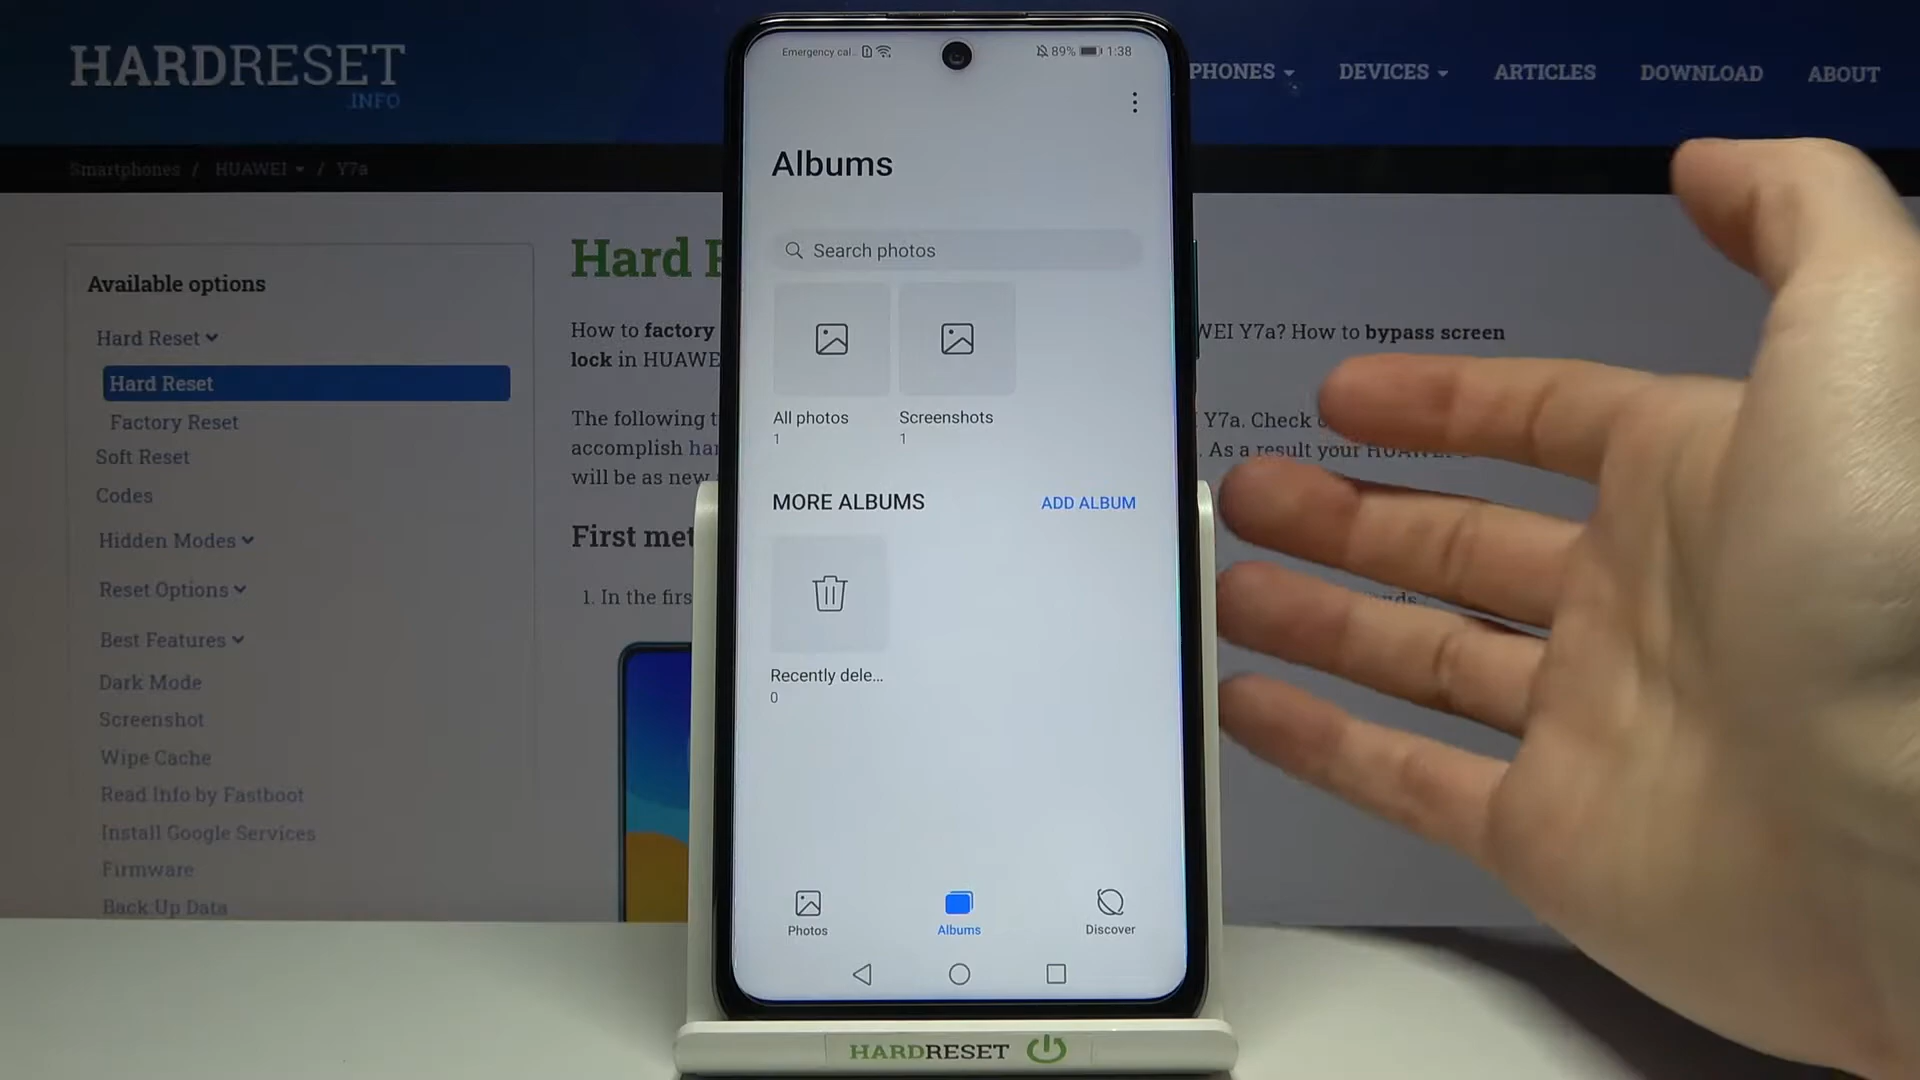 HARDRESET
.INFO
PHONES
DEVICES
ARTICLES
DOWNLOAD
ABOUT
Smartphones / HUAWEI / Y7a
Available options
Hard Reset
Hard Reset
Factory Reset
Soft Reset
Codes
Hidden Modes
Reset Options
Best Features
Dark Mode
Screenshot
Wipe Cache
Read Info by Fastboot
Install Google Services
Firmware
Back Up Data
Hard
How to factory
WEI Y7a? How to bypass screen
lock in HUAWE
The following
Y7a. Check
accomplish
. As a result your HUAWEI
will be as new
First
1. In the firs
Emergency cal...
89% 1:38
Albums
Search photos
All photos
1
Screenshots
1
MORE ALBUMS
ADD ALBUM
Recently dele...
0
Photos
Albums
Discover
HARDRESET